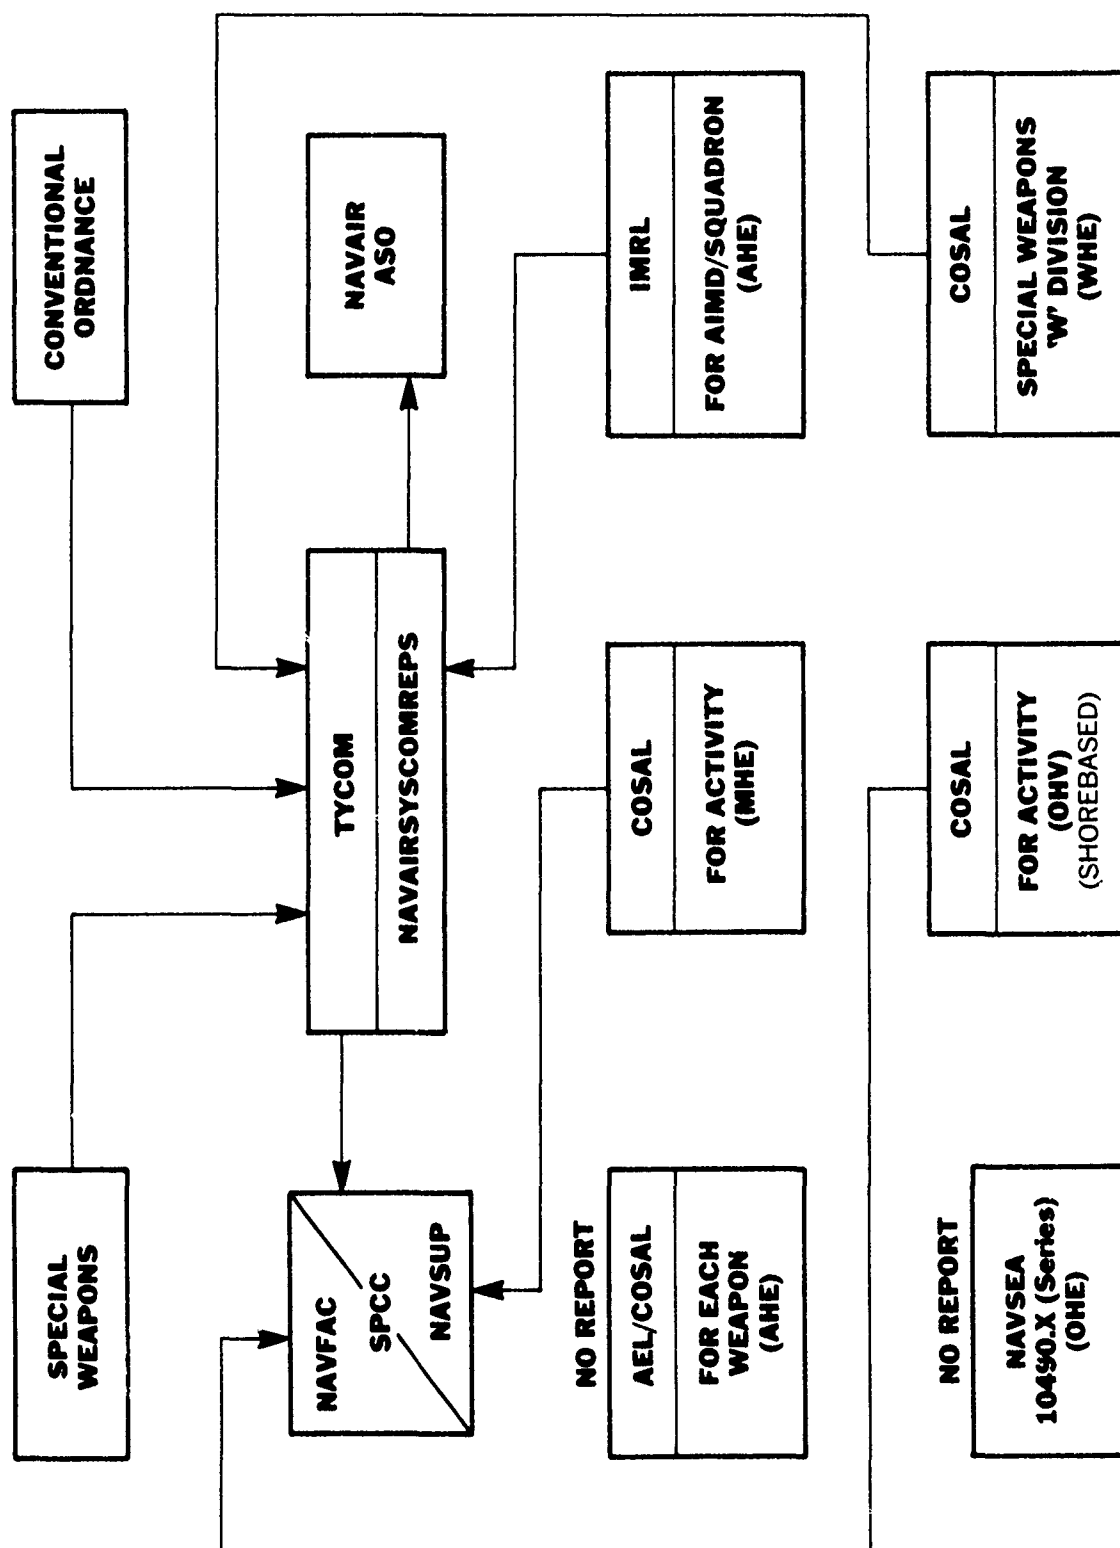 SPECIAL
WEAPONS
CONVENTIONAL
ORDNANCE
NAVFAC
SPCC
NAVSUP
TYCOM
NAVAIRSYSCOMREPS
NAVAIR
ASO
NO REPORT
AEL/COSAL
FOR EACH
WEAPON
(AHE)
COSAL
FOR ACTIVITY
(MHE)
IMRL
FOR AIMD/SQUADRON
(AHE)
NO REPORT
NAVSEA
10490.X (Series)
(OHE)
COSAL
FOR ACTIVITY
(OHV)
(SHOREBASED)
COSAL
SPECIAL WEAPONS
'W' DIVISION
(WHE)